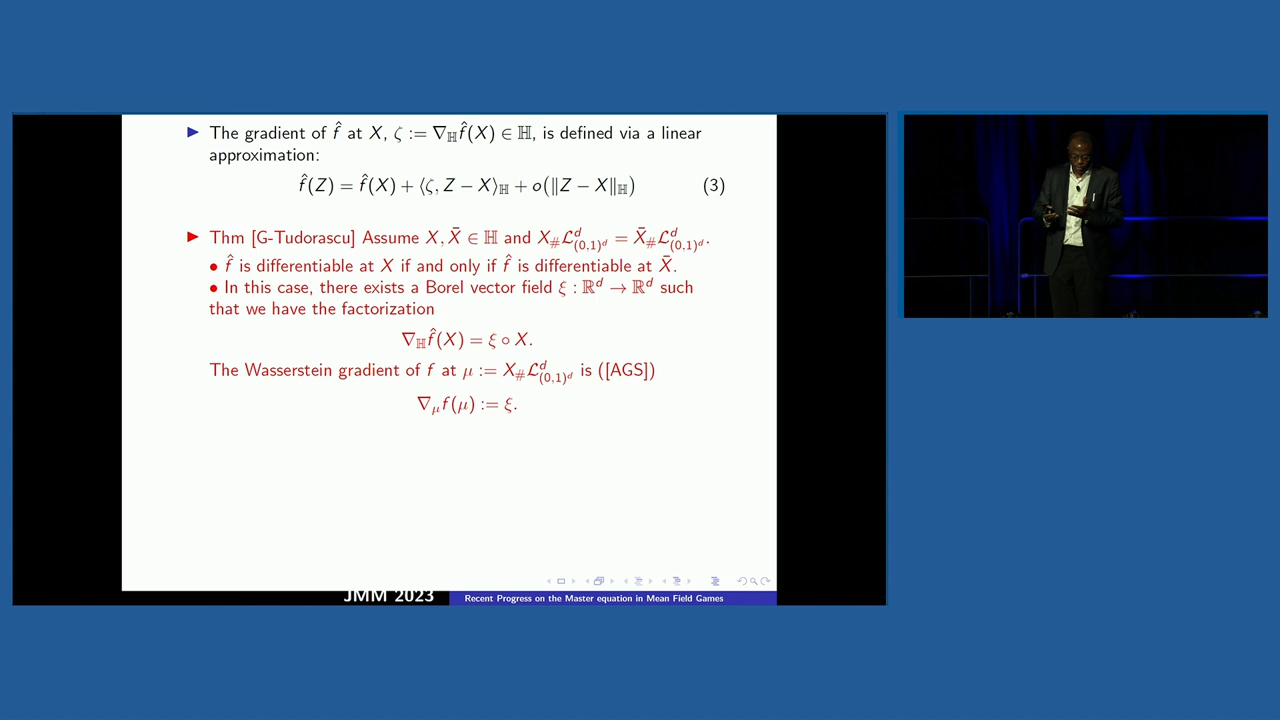 ▶ The gradient of f̂ at X, ζ := ∇_ℍ f̂(X) ∈ ℍ, is defined via a linear
approximation:
f̂(Z) = f̂(X) + ⟨ζ, Z − X⟩_ℍ + o(‖Z − X‖_ℍ) (3)
▶ Thm [G-Tudorascu] Assume X, X̄ ∈ ℍ and X_# ℒ^d_{(0,1)^d} = X̄_# ℒ^d_{(0,1)^d}.
• f̂ is differentiable at X if and only if f̂ is differentiable at X̄.
• In this case, there exists a Borel vector field ξ : ℝ^d → ℝ^d such
that we have the factorization
∇_ℍ f̂(X) = ξ ∘ X.
The Wasserstein gradient of f at μ := X_# ℒ^d_{(0,1)^d} is ([AGS])
∇_μ f(μ) := ξ.
JMM 2023
Recent Progress on the Master equation in Mean Field Games